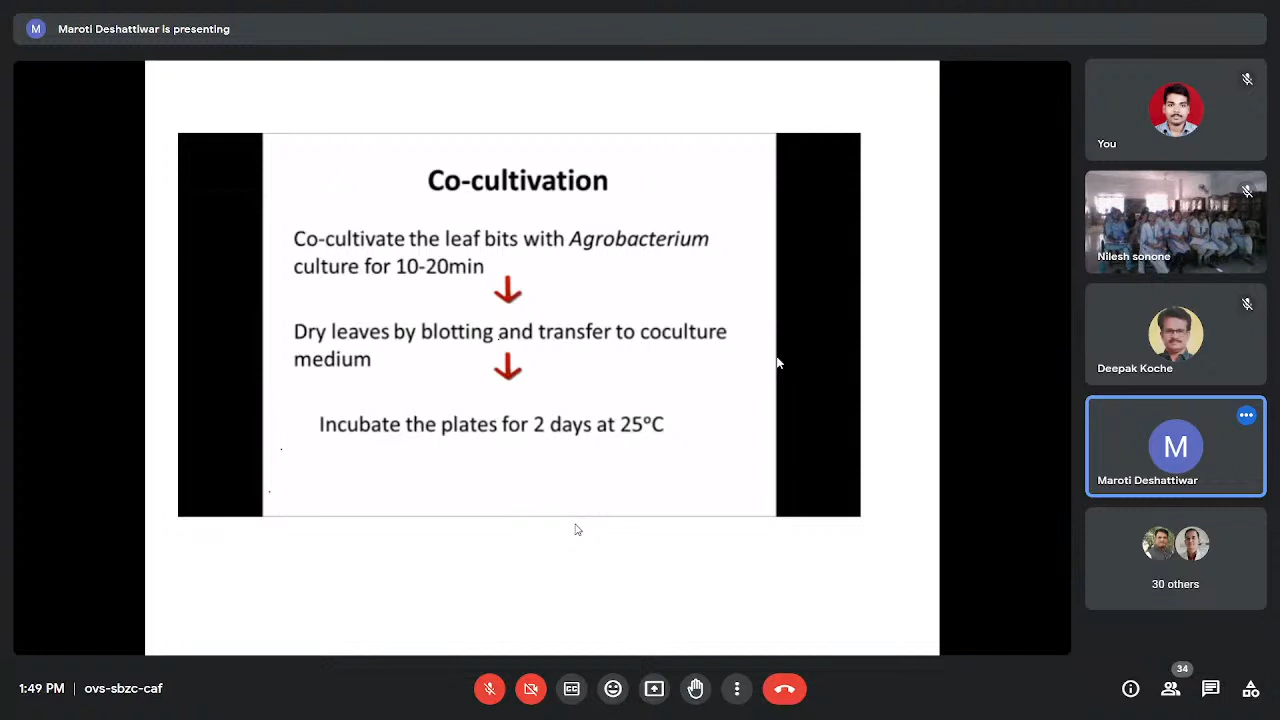 M Maroti Deshattiwar is presenting
Co-cultivation
Co-cultivate the leaf bits with Agrobacterium
culture for 10-20min
Dry leaves by blotting and transfer to coculture
medium
Incubate the plates for 2 days at 25°C
You
Nilesh sonone
Deepak Koche
M
Maroti Deshattiwar
30 others
1:49 PM | ovs-sbzc-caf
34